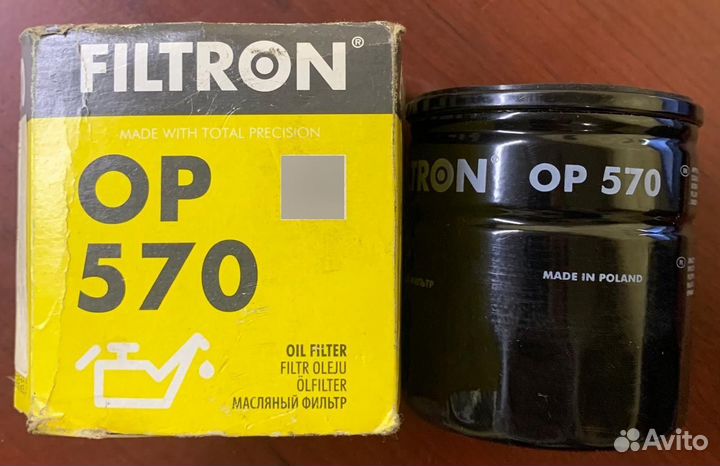 FILTRON®
MADE WITH TOTAL PRECISION
OP
570
OIL FILTER
FILTR OLEJU
ÖLFILTER
МАСЛЯНЫЙ ФИЛЬТР
TRON® OP 570 ®
MADE IN POLAND ®
ФИЛЬТР
Avito